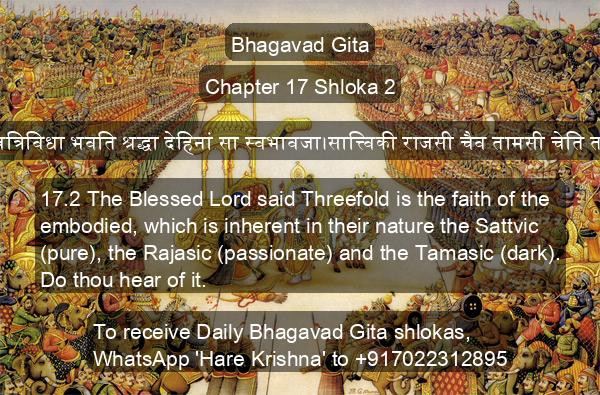 Bhagavad Gita
Chapter 17 Shloka 2
त्रिविधा भवति श्रद्धा देहिनां सा स्वभावजा।सात्त्विकी राजसी चैव तामसी चेति
17.2 The Blessed Lord said Threefold is the faith of the
embodied, which is inherent in their nature the Sattvic
(pure), the Rajasic (passionate) and the Tamasic (dark).
Do thou hear of it.
To receive Daily Bhagavad Gita shlokas,
WhatsApp 'Hare Krishna' to +917022312895